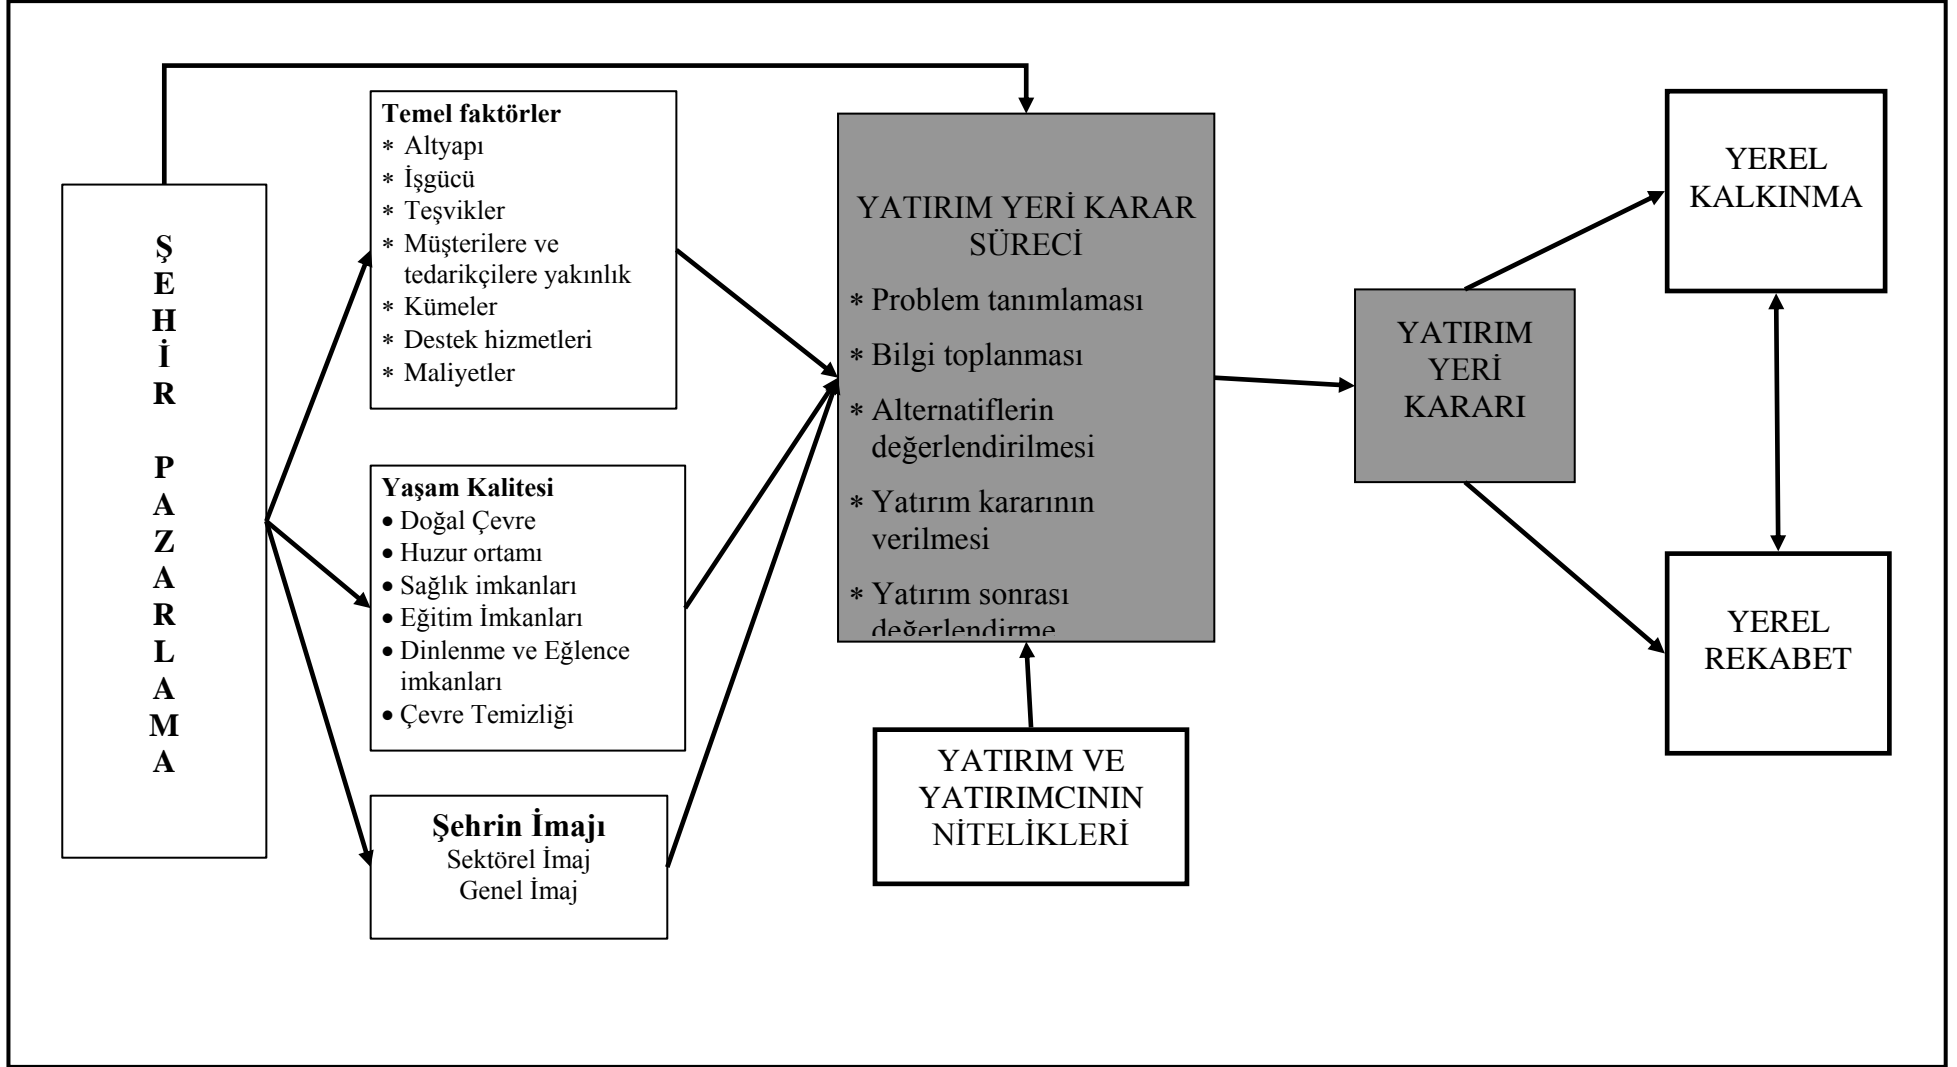 ŞEHİR PAZARLAMA
Temel faktörler
* Altyapı
* İşgücü
* Teşvikler
* Müşterilere ve
tedarikçilere yakınlık
* Kümeler
* Destek hizmetleri
* Maliyetler
Yaşam Kalitesi
• Doğal Çevre
• Huzur ortamı
• Sağlık imkanları
• Eğitim İmkanları
• Dinlenme ve Eğlence
imkanları
• Çevre Temizliği
Şehrin İmajı
Sektörel İmaj
Genel İmaj
YATIRIM YERİ KARAR
SÜRECİ
* Problem tanımlaması
* Bilgi toplanması
* Alternatiflerin
değerlendirilmesi
* Yatırım kararının
verilmesi
* Yatırım sonrası
değerlendirme
YATIRIM VE
YATIRIMCININ
NİTELİKLERİ
YATIRIM
YERİ
KARARI
YEREL
KALKINMA
YEREL
REKABET